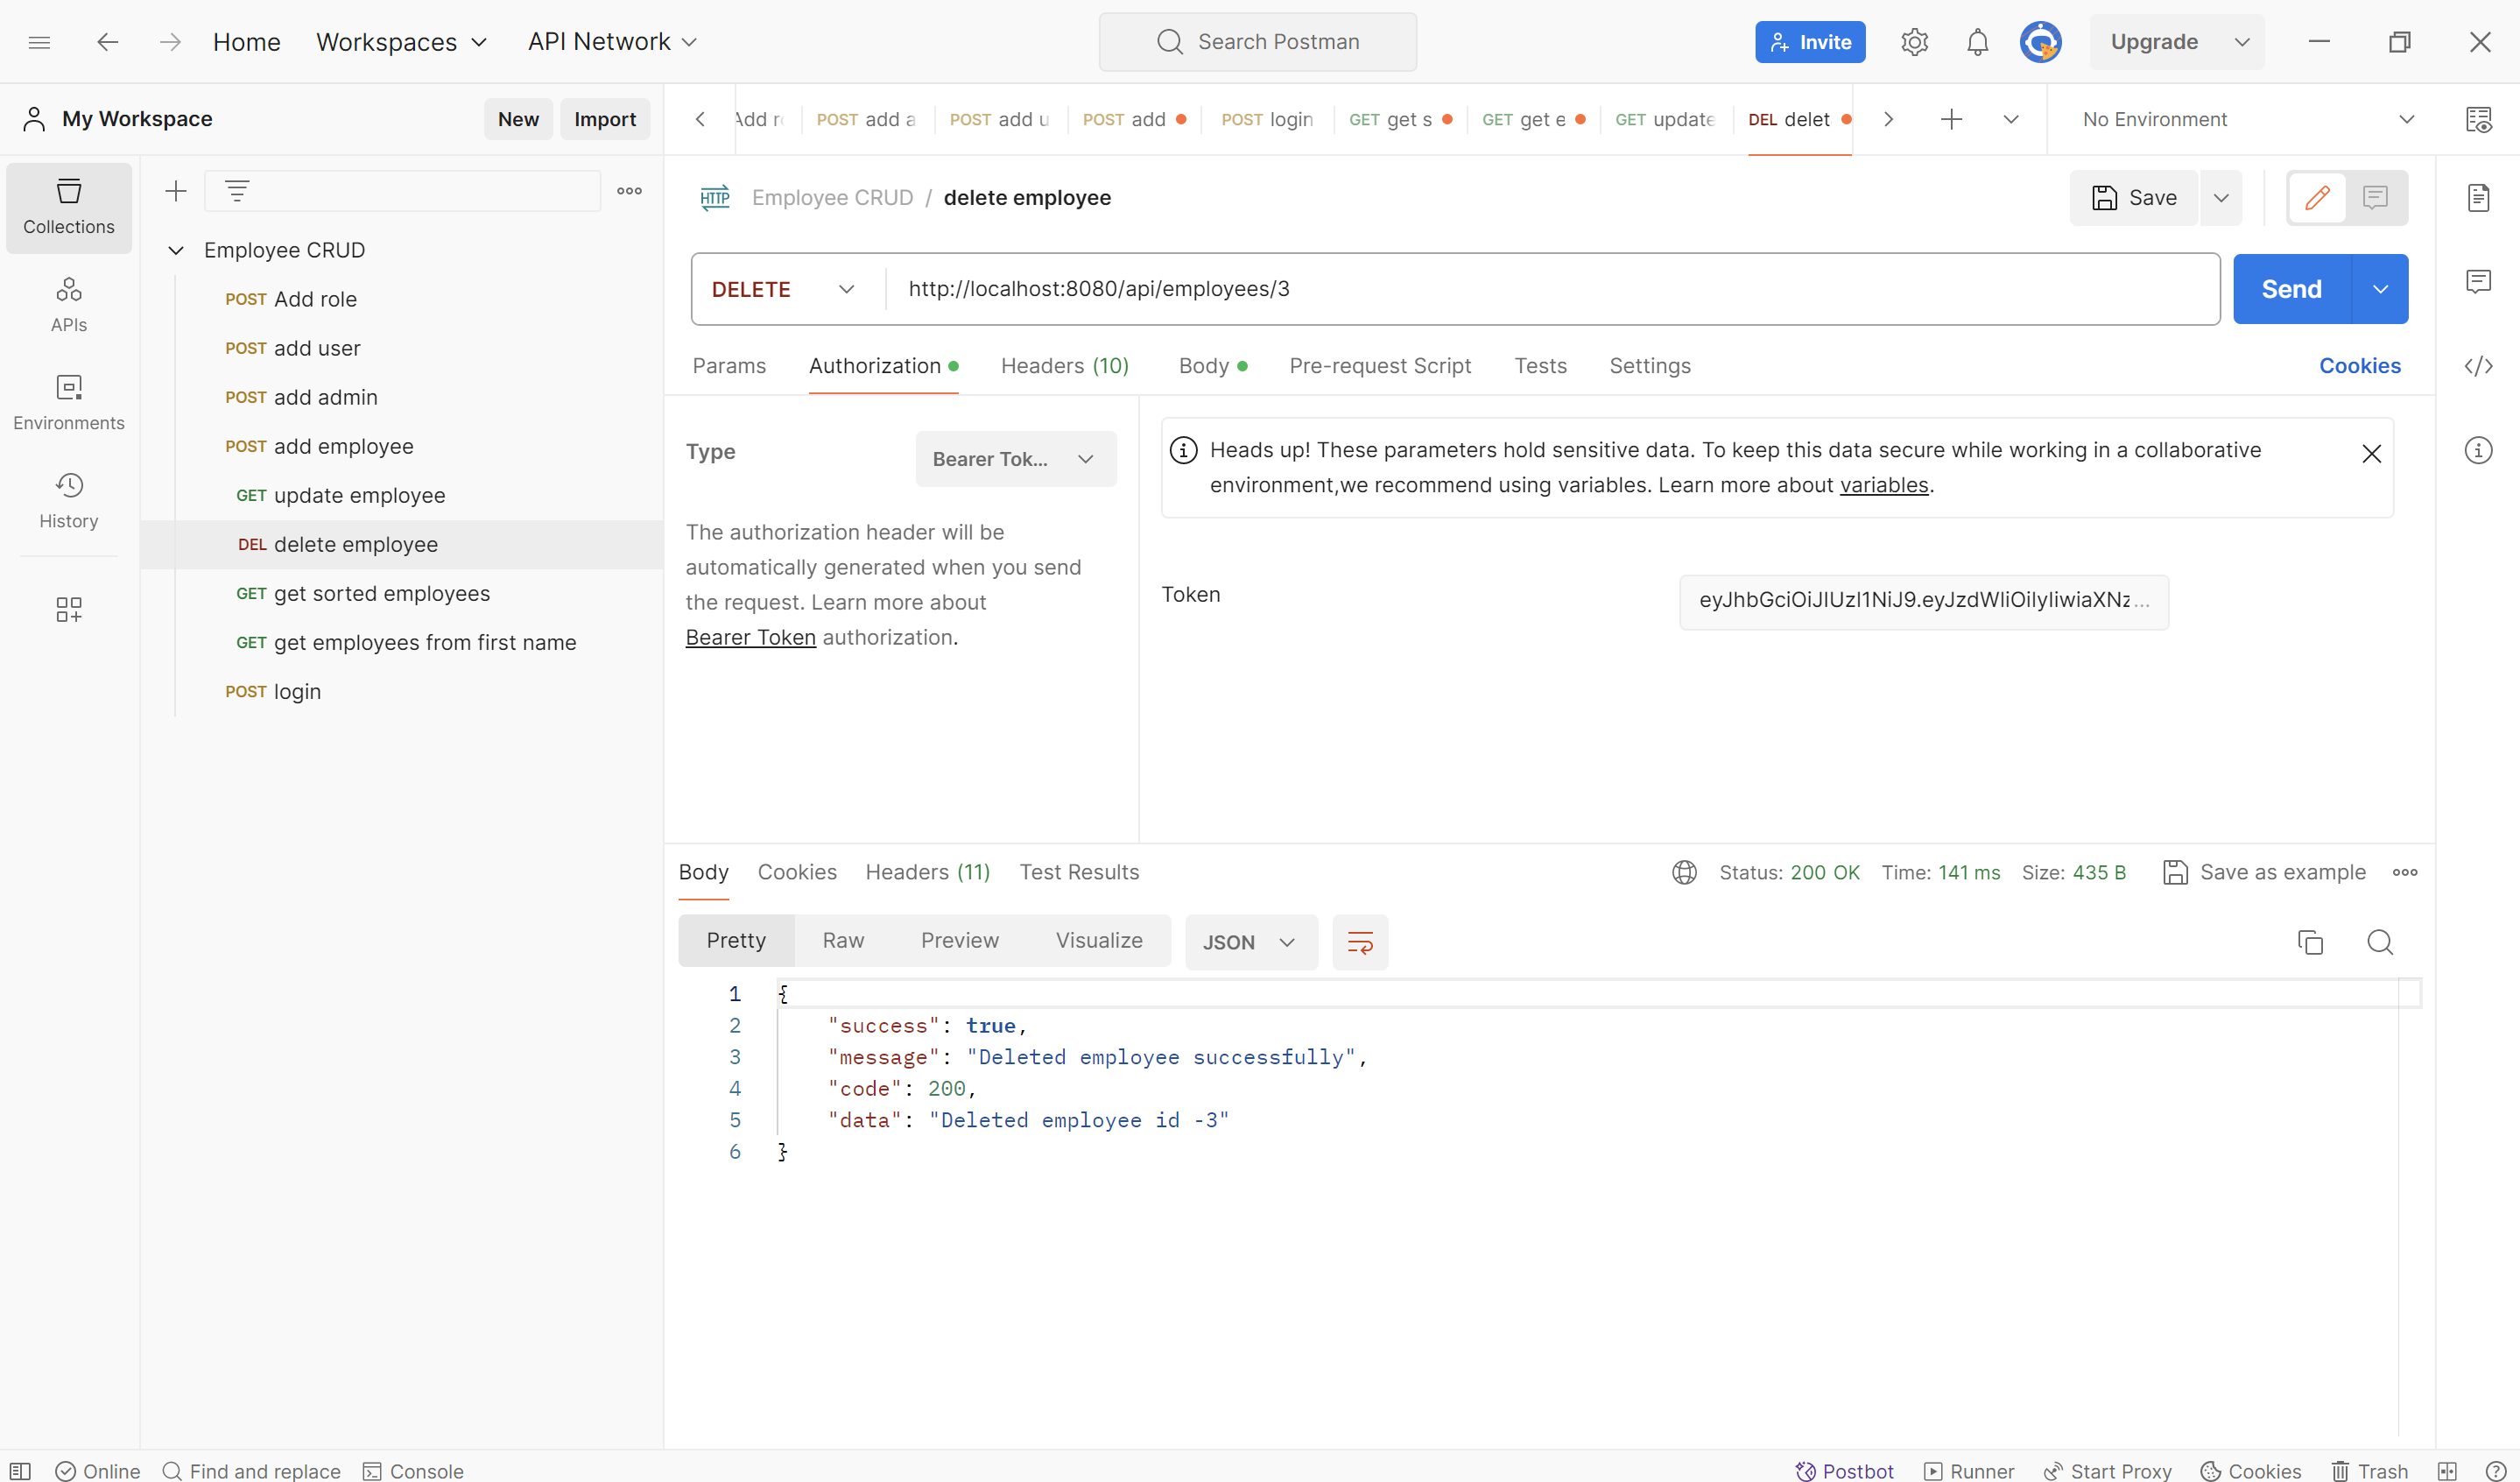 Home Workspaces API Network Search Postman Invite Upgrade
My Workspace New Import
Add r POST add a POST add u POST add POST login GET get s GET get e GET update DEL delet No Environment
Collections
APIs
Environments
History
Employee CRUD
POST Add role
POST add user
POST add admin
POST add employee
GET update employee
DEL delete employee
GET get sorted employees
GET get employees from first name
POST login
HTTP Employee CRUD / delete employee Save
DELETE http://localhost:8080/api/employees/3 Send
Params Authorization Headers (10) Body Pre-request Script Tests Settings Cookies
Type Bearer Tok...
The authorization header will be
automatically generated when you send
the request. Learn more about
Bearer Token authorization.
Heads up! These parameters hold sensitive data. To keep this data secure while working in a collaborative
environment,we recommend using variables. Learn more about variables.
Token
Body Cookies Headers (11) Test Results Status: 200 OK Time: 141 ms Size: 435 B Save as example
Pretty Raw Preview Visualize JSON
1 {
2 "success": true,
3 "message": "Deleted employee successfully",
4 "code": 200,
5 "data": "Deleted employee id -3"
6 }
Online Find and replace Console Postbot Runner Start Proxy Cookies Trash